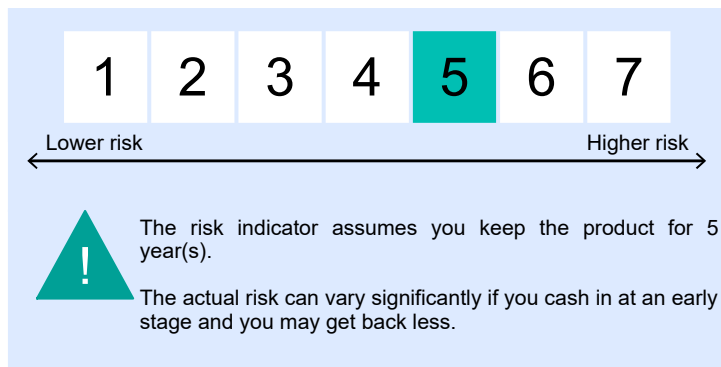 1 2 3 4 5 6 7
Lower risk Higher risk
The risk indicator assumes you keep the product for 5
year(s).
!
The actual risk can vary significantly if you cash in at an early
stage and you may get back less.